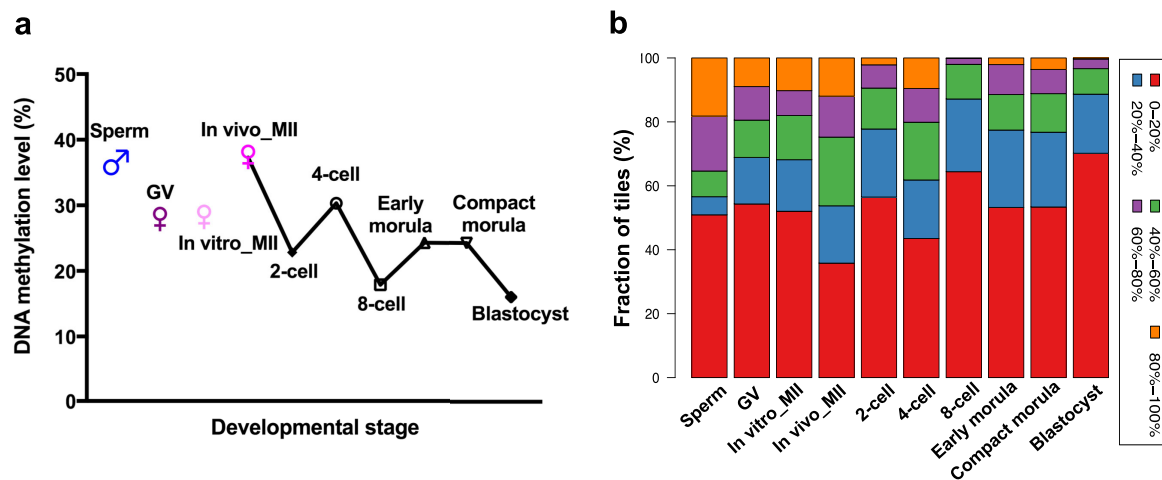 a
DNA methylation level (%)
50
40
30
20
10
0
Sperm
GV
In vitro_MII
In vivo_MII
2-cell
4-cell
8-cell
Early
morula
Compact
morula
Blastocyst
Developmental stage
b
Fraction of tiles (%)
100
80
60
40
20
0
Sperm
GV
In vitro_MII
In vivo_MII
2-cell
4-cell
8-cell
Early morula
Compact morula
Blastocyst
0–20%
20%–40%
40%–60%
60%–80%
80%–100%